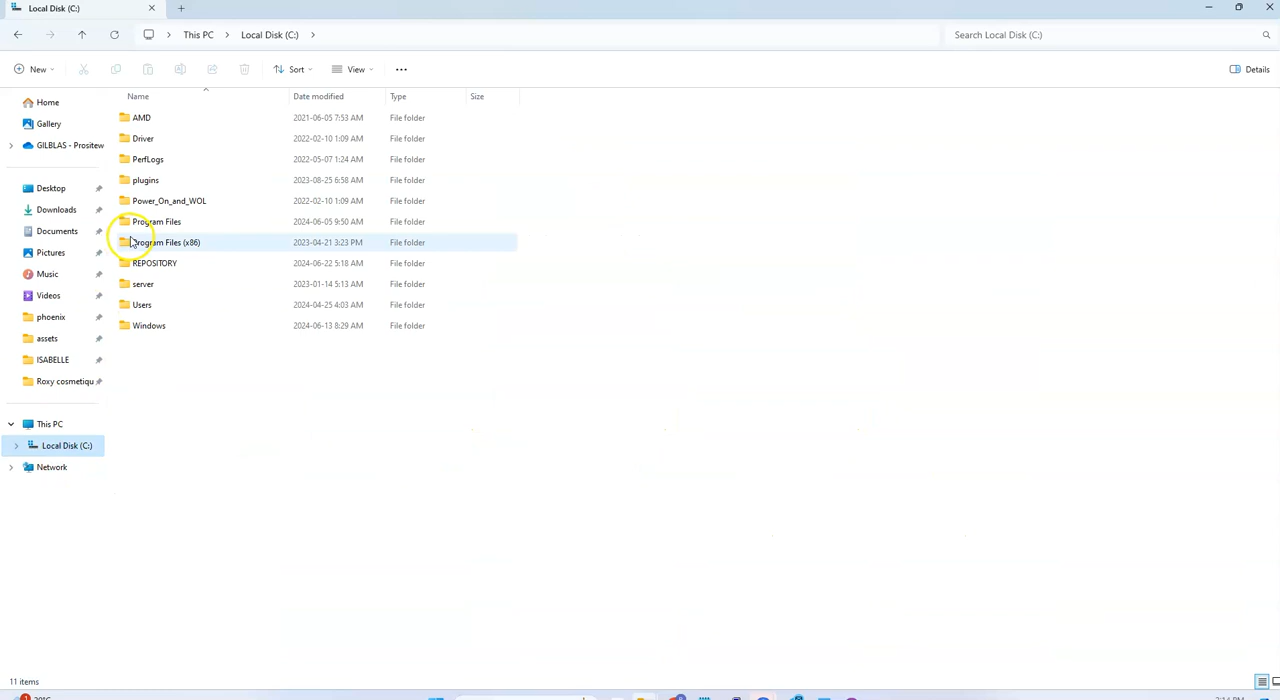 Local Disk (C:)
This PC
Local Disk (C:)
Search Local Disk (C:)
New
Sort
View
Details
Name
Date modified
Type
Size
Home
Gallery
GILBLAS - Prositew
Desktop
Downloads
Documents
Pictures
Music
Videos
phoenix
assets
ISABELLE
Roxy cosmetiqu
This PC
Local Disk (C:)
Network
AMD 2021-06-05 7:53 AM File folder
Driver 2022-02-10 1:09 AM File folder
PerfLogs 2022-05-07 1:24 AM File folder
plugins 2023-08-25 6:58 AM File folder
Power_On_and_WOL 2022-02-10 1:09 AM File folder
Program Files 2024-06-05 9:50 AM File folder
Program Files (x86) 2023-04-21 3:23 PM File folder
REPOSITORY 2024-06-22 5:18 AM File folder
server 2023-01-14 5:13 AM File folder
Users 2024-04-25 4:03 AM File folder
Windows 2024-06-13 8:29 AM File folder
11 items